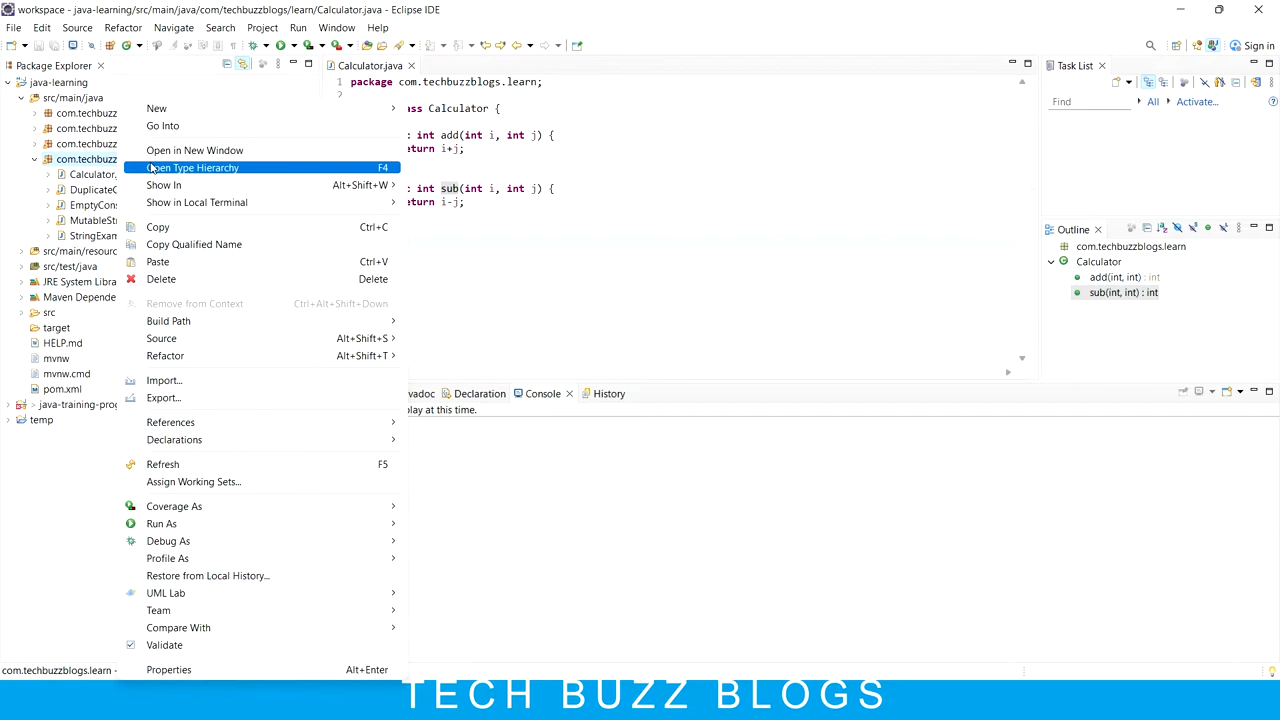 workspace - java-learning/src/main/java/com/techbuzzblogs/learn/Calculator.java - Eclipse IDE
File Edit Source Refactor Navigate Search Project Run Window Help
Sign in
Package Explorer
java-learning
src/main/java
com.techbuzz
com.techbuzz
com.techbuzz
com.techbuzz
Calculator.
DuplicateC
EmptyCons
MutableStr
StringExam
src/main/resourc
src/test/java
JRE System Libra
Maven Depende
src
target
HELP.md
mvnw
mvnw.cmd
pom.xml
> java-training-prog
temp
New
Go Into
Open in New Window
Open Type Hierarchy F4
Show In Alt+Shift+W
Show in Local Terminal
Copy Ctrl+C
Copy Qualified Name
Paste Ctrl+V
Delete Delete
Remove from Context Ctrl+Alt+Shift+Down
Build Path
Source Alt+Shift+S
Refactor Alt+Shift+T
Import...
Export...
References
Declarations
Refresh F5
Assign Working Sets...
Coverage As
Run As
Debug As
Profile As
Restore from Local History...
UML Lab
Team
Compare With
Validate
Properties Alt+Enter
Calculator.java
1 package com.techbuzzblogs.learn;
2
ass Calculator {
: int add(int i, int j) {
eturn i+j;
: int sub(int i, int j) {
eturn i-j;
vadoc Declaration Console History
play at this time.
Task List
Find All Activate...
Outline
com.techbuzzblogs.learn
Calculator
add(int, int) : int
sub(int, int) : int
com.techbuzzblogs.learn -
TECH BUZZ BLOGS